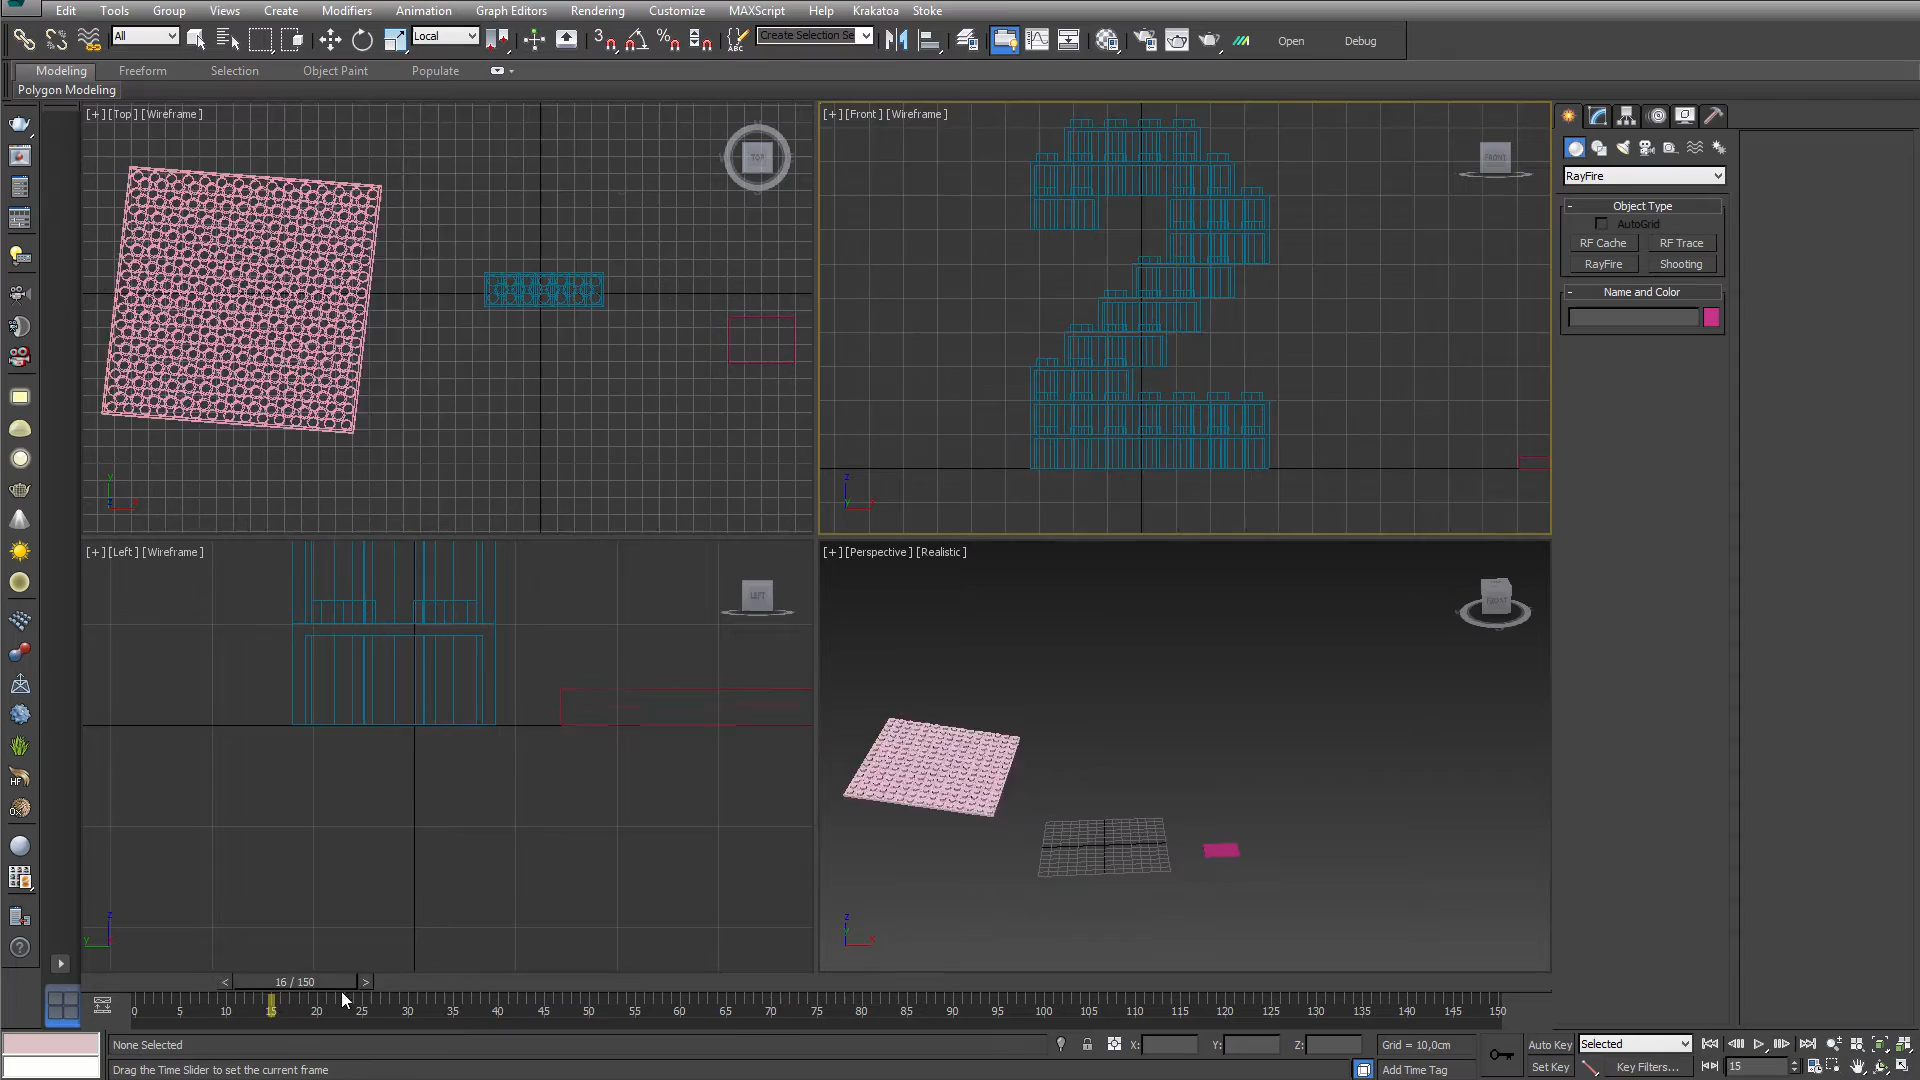 Edit Tools Group Views Create Modifiers Animation Graph Editors Rendering Customize MAXScript Help Krakatoa Stoke
All Local Create Selection Se Open Debug
Modeling Freeform Selection Object Paint Populate
Polygon Modeling
[+] [Top] [Wireframe]
TOP
[+] [Front] [Wireframe]
FRONT
RayFire
- Object Type
AutoGrid
RF Cache RF Trace
RayFire Shooting
- Name and Color
[+] [Left] [Wireframe]
LEFT
[+] [Perspective] [Realistic]
FRONT
< 16 / 150 >
0 5 10 15 20 25 30 35 40 45 50 55 60 65 70 75 80 85 90 95 100 105 110 115 120 125 130 135 140 145 150
None Selected X: Y: Z: Grid = 10,0cm Auto Key Selected
Drag the Time Slider to set the current frame Add Time Tag Set Key Key Filters... 15